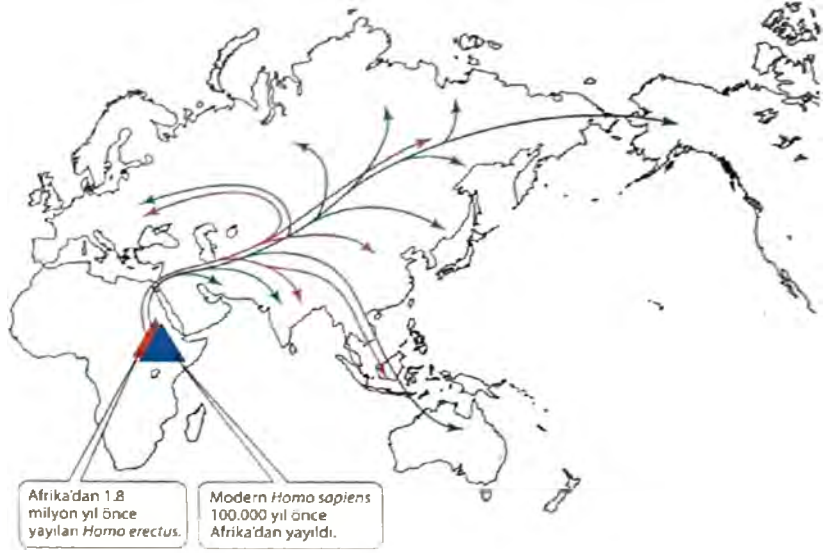 Afrika'dan 1.8
milyon yıl önce
yayılan Homo erectus.
Modern Homo sapiens
100.000 yıl önce
Afrika'dan yayıldı.